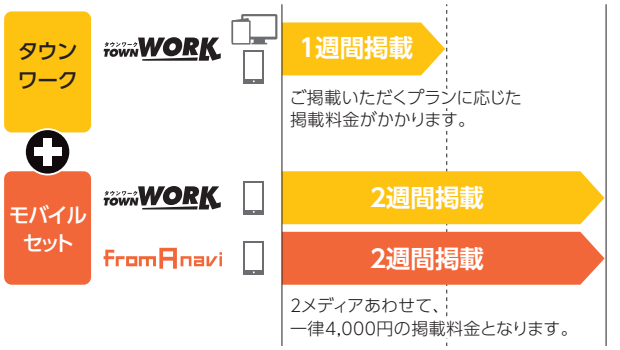 タウン
ワーク
タウンワーク
TOWNWORK
1週間掲載
ご掲載いただくプランに応じた
掲載料金がかかります。
モバイル
セット
タウンワーク
TOWNWORK
2週間掲載
fromAnavi
2週間掲載
2メディアあわせて、
一律4,000円の掲載料金となります。